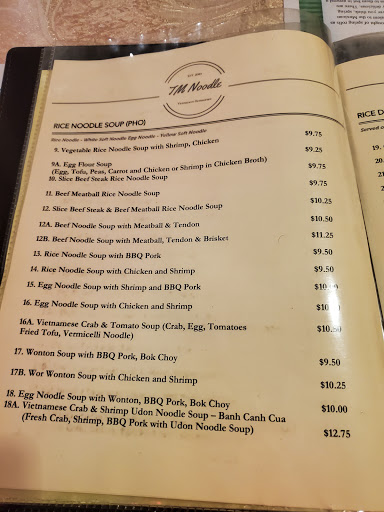 TM Noodle
RICE NOODLE SOUP (PHO)
Rice Noodle - White Soft Noodle Egg Noodle - Yellow Soft Noodle
9. Vegetable Rice Noodle Soup with Shrimp, Chicken $9.75
9A. Egg Flour Soup $9.25
(Egg, Tofu, Peas, Carrot and Chicken or Shrimp in Chicken Broth) $9.75
10. Slice Beef Steak Rice Noodle Soup $9.75
11. Beef Meatball Rice Noodle Soup $10.25
12. Slice Beef Steak & Beef Meatball Rice Noodle Soup
12A. Beef Noodle Soup with Meatball & Tendon $10.50
12B. Beef Noodle Soup with Meatball, Tendon & Brisket $11.25
13. Rice Noodle Soup with BBQ Pork $9.50
14. Rice Noodle Soup with Chicken and Shrimp $9.50
15. Egg Noodle Soup with Shrimp and BBQ Pork
16. Egg Noodle Soup with Chicken and Shrimp
16A. Vietnamese Crab & Tomato Soup (Crab, Egg, Tomatoes
Fried Tofu, Vermicelli Noodle)
17. Wonton Soup with BBQ Pork, Bok Choy $9.50
17B. Wor Wonton Soup with Chicken and Shrimp $10.25
18. Egg Noodle Soup with Wonton, BBQ Pork, Bok Choy $10.00
18A. Vietnamese Crab & Shrimp Udon Noodle Soup – Banh Canh Cua
(Fresh Crab, Shrimp, BBQ Pork with Udon Noodle Soup) $12.75
RICE D
Served
19.